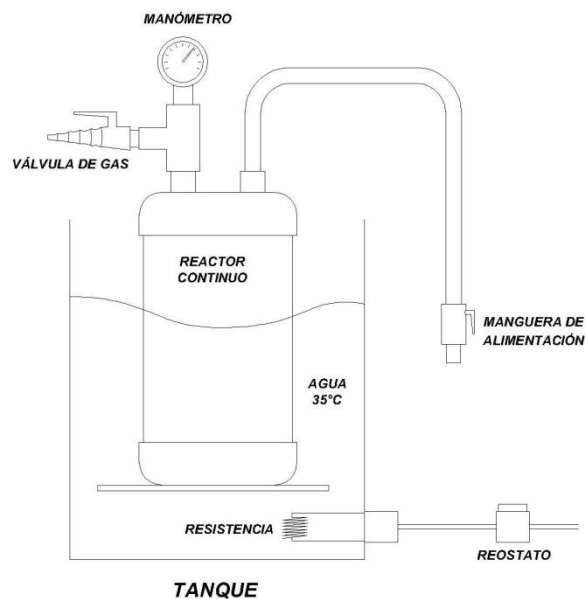 MANÓMETRO
VÁLVULA DE GAS
REACTOR
CONTINUO
MANGUERA DE
ALIMENTACIÓN
AGUA
35°C
RESISTENCIA
REOSTATO
TANQUE